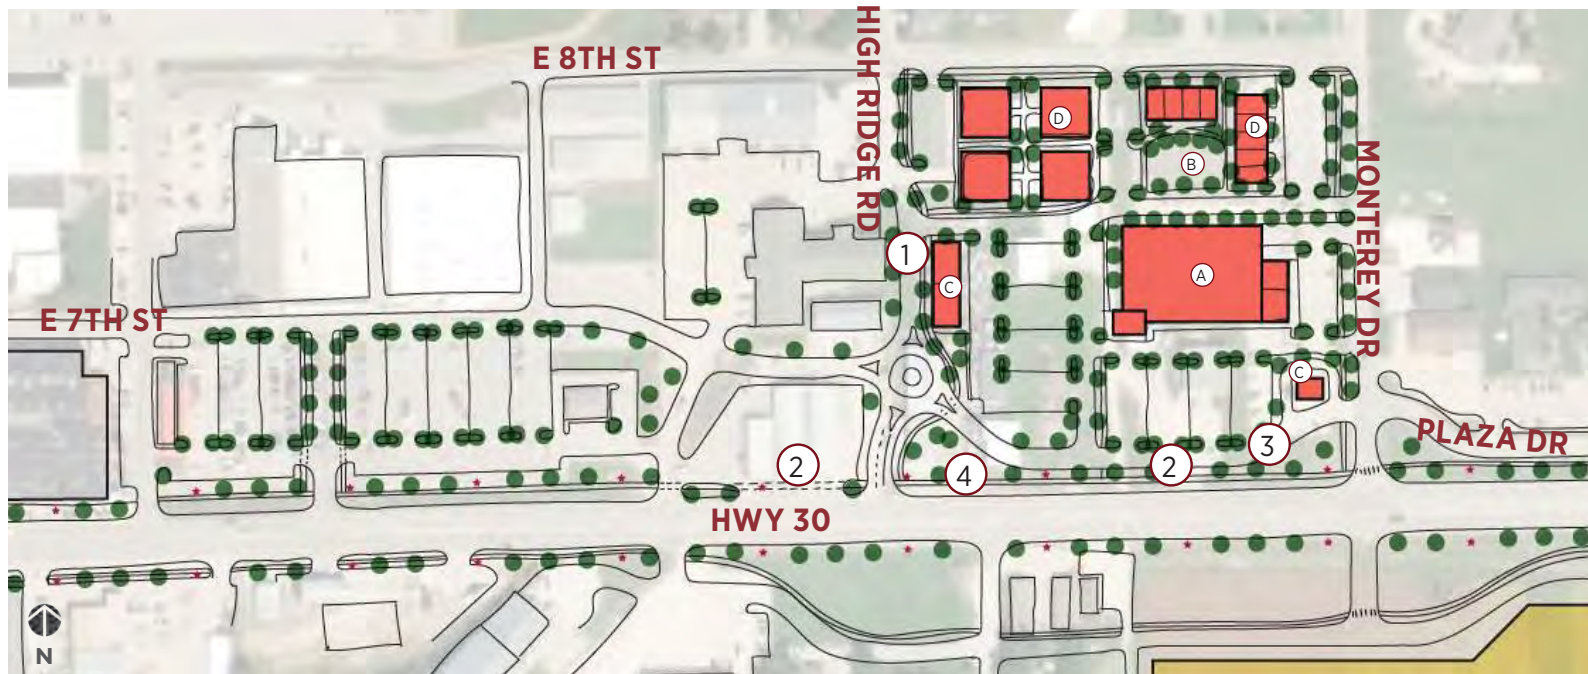 E 8TH ST
HIGH RIDGE RD
D
D
B
MONTEREY DR
1
C
A
E 7TH ST
C
PLAZA DR
3
2
2
4
HWY 30
N